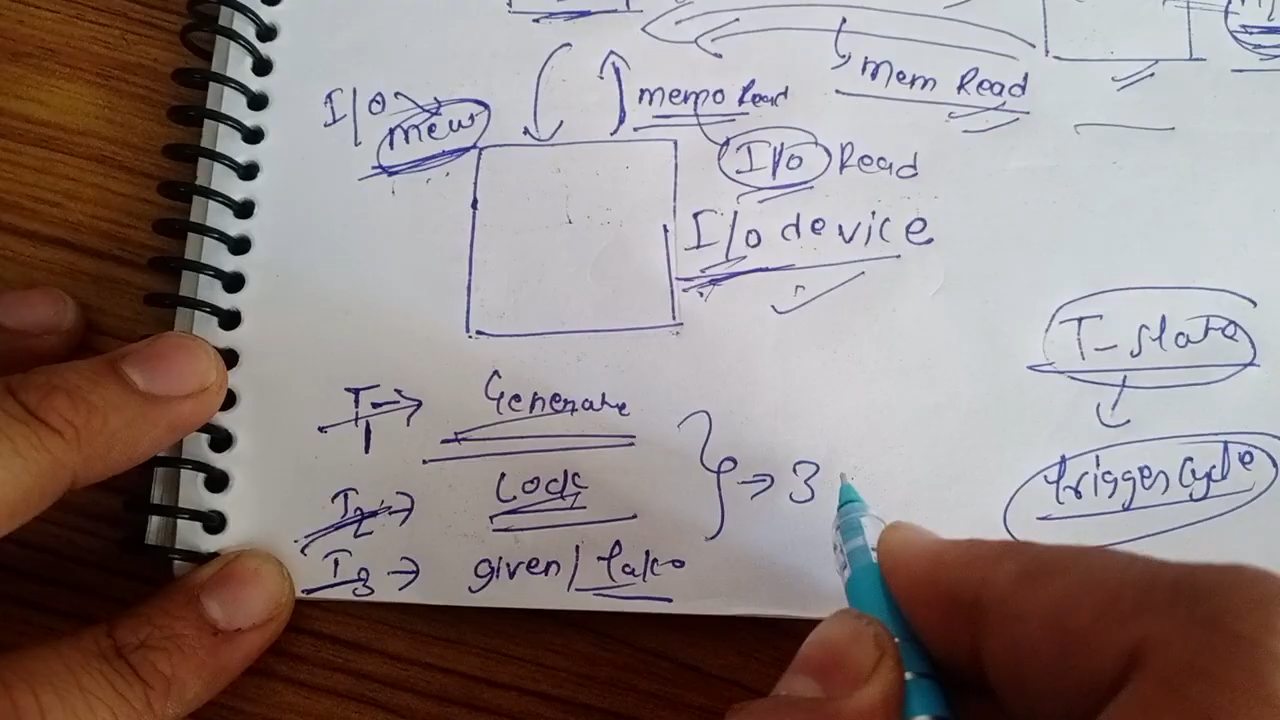 Mem Read
memo Read
I/O
Mem
I/O Read
I/o device
T-state
Trigger cycle
T1 → Generate
T2 → Code
T3 → given/Take
→ 3